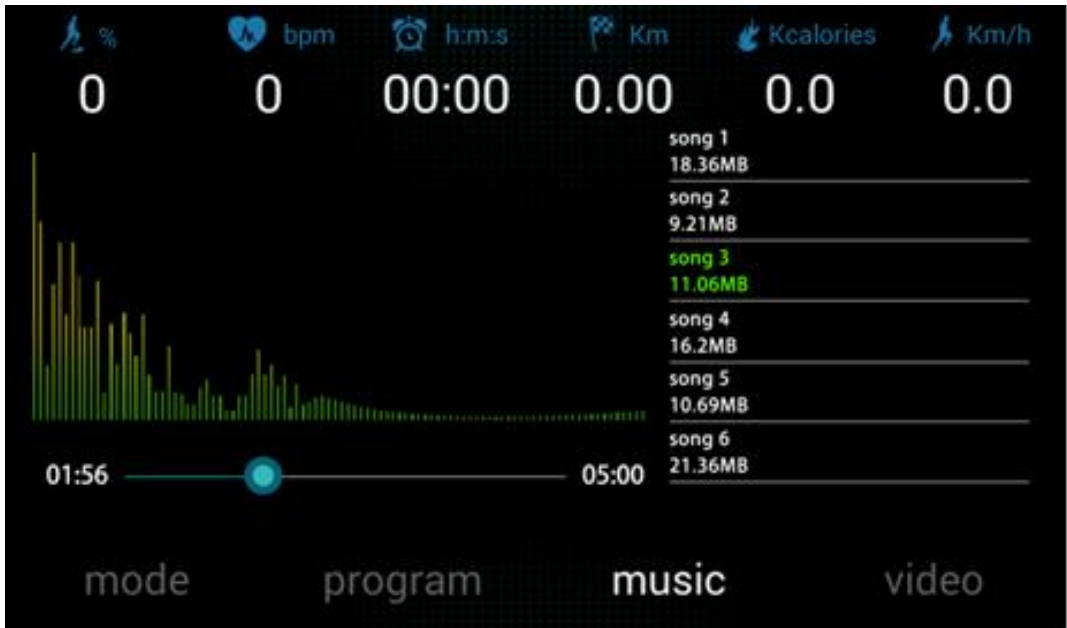 % bpm h:m:s Km Kcalories Km/h
0 0 00:00 0.00 0.0 0.0
song 1
18.36MB
song 2
9.21MB
song 3
11.06MB
song 4
16.2MB
song 5
10.69MB
song 6
21.36MB
01:56 05:00
mode program music video